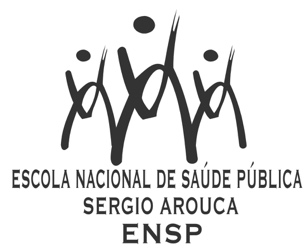 ESCOLA NACIONAL DE SAÚDE PÚBLICA
SERGIO AROUCA
ENSP